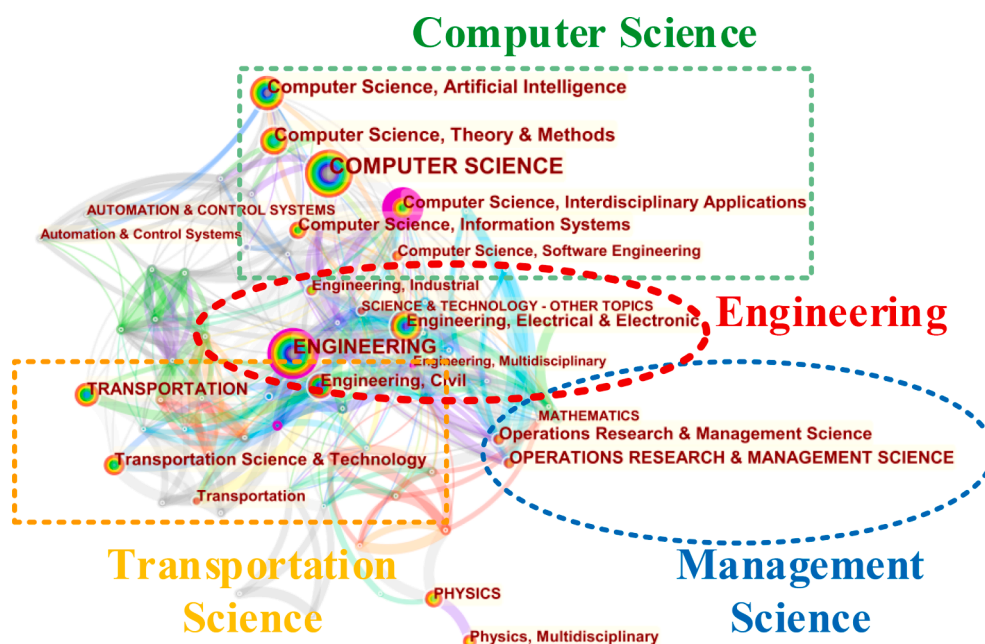 Computer Science
Computer Science, Artificial Intelligence
Computer Science, Theory & Methods
COMPUTER SCIENCE
Computer Science, Interdisciplinary Applications
AUTOMATION & CONTROL SYSTEMS
Computer Science, Information Systems
Automation & Control Systems
Computer Science, Software Engineering
Engineering, Industrial
SCIENCE & TECHNOLOGY - OTHER TOPICS
Engineering, Electrical & Electronic
Engineering
ENGINEERING
Engineering, Multidisciplinary
Engineering, Civil
TRANSPORTATION
MATHEMATICS
Operations Research & Management Science
OPERATIONS RESEARCH & MANAGEMENT SCIENCE
Transportation Science & Technology
Transportation
Transportation
Science
Management
Science
PHYSICS
Physics, Multidisciplinary